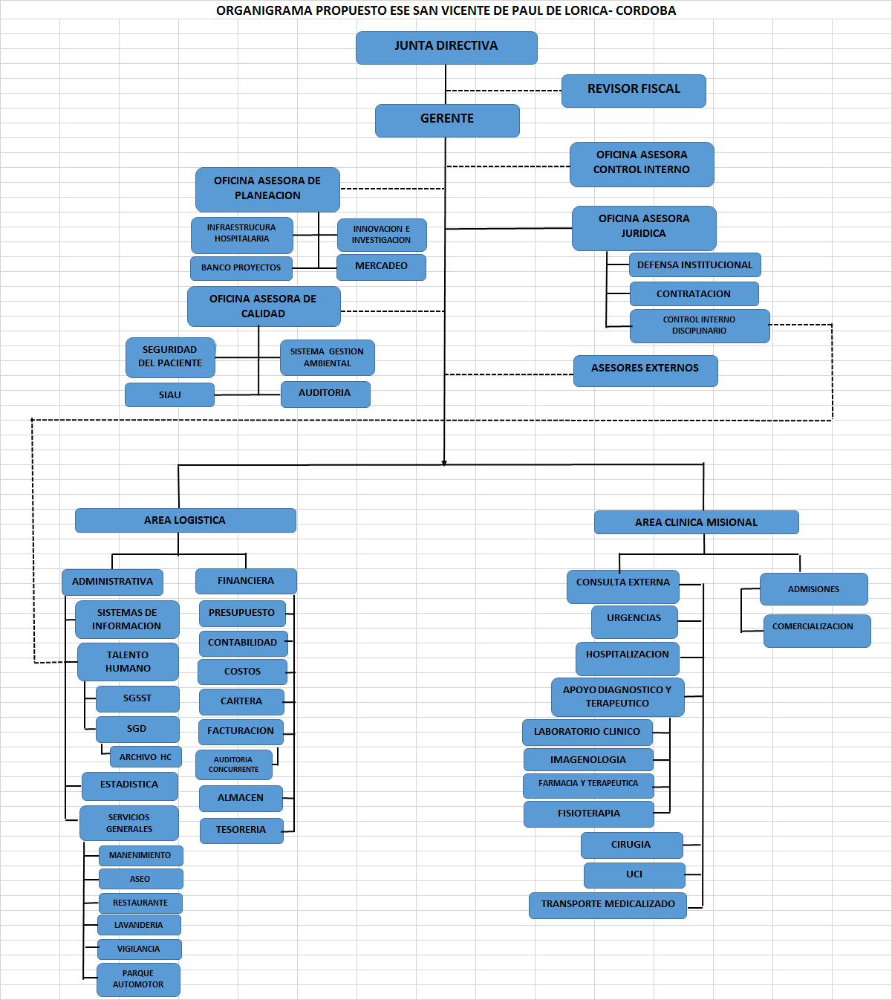 ORGANIGRAMA PROPUESTO ESE SAN VICENTE DE PAUL DE LORICA- CORDOBA
JUNTA DIRECTIVA
REVISOR FISCAL
GERENTE
OFICINA ASESORA
CONTROL INTERNO
OFICINA ASESORA DE
PLANEACION
INFRAESTRUCURA
HOSPITALARIA
INNOVACION E
INVESTIGACION
BANCO PROYECTOS
MERCADEO
OFICINA ASESORA
JURIDICA
DEFENSA INSTITUCIONAL
CONTRATACION
CONTROL INTERNO
DISCIPLINARIO
OFICINA ASESORA DE
CALIDAD
SEGURIDAD
DEL PACIENTE
SISTEMA GESTION
AMBIENTAL
SIAU
AUDITORIA
ASESORES EXTERNOS
AREA LOGISTICA
AREA CLINICA MISIONAL
ADMINISTRATIVA
SISTEMAS DE
INFORMACION
TALENTO
HUMANO
SGSST
SGD
ARCHIVO HC
ESTADISTICA
SERVICIOS
GENERALES
MANENIMIENTO
ASEO
RESTAURANTE
LAVANDERIA
VIGILANCIA
PARQUE
AUTOMOTOR
FINANCIERA
PRESUPUESTO
CONTABILIDAD
COSTOS
CARTERA
FACTURACION
AUDITORIA
CONCURRENTE
ALMACEN
TESORERIA
CONSULTA EXTERNA
URGENCIAS
HOSPITALIZACION
APOYO DIAGNOSTICO Y
TERAPEUTICO
LABORATORIO CLINICO
IMAGENOLOGIA
FARMACIA Y TERAPEUTICA
FISIOTERAPIA
CIRUGIA
UCI
TRANSPORTE MEDICALIZADO
ADMISIONES
COMERCIALIZACION